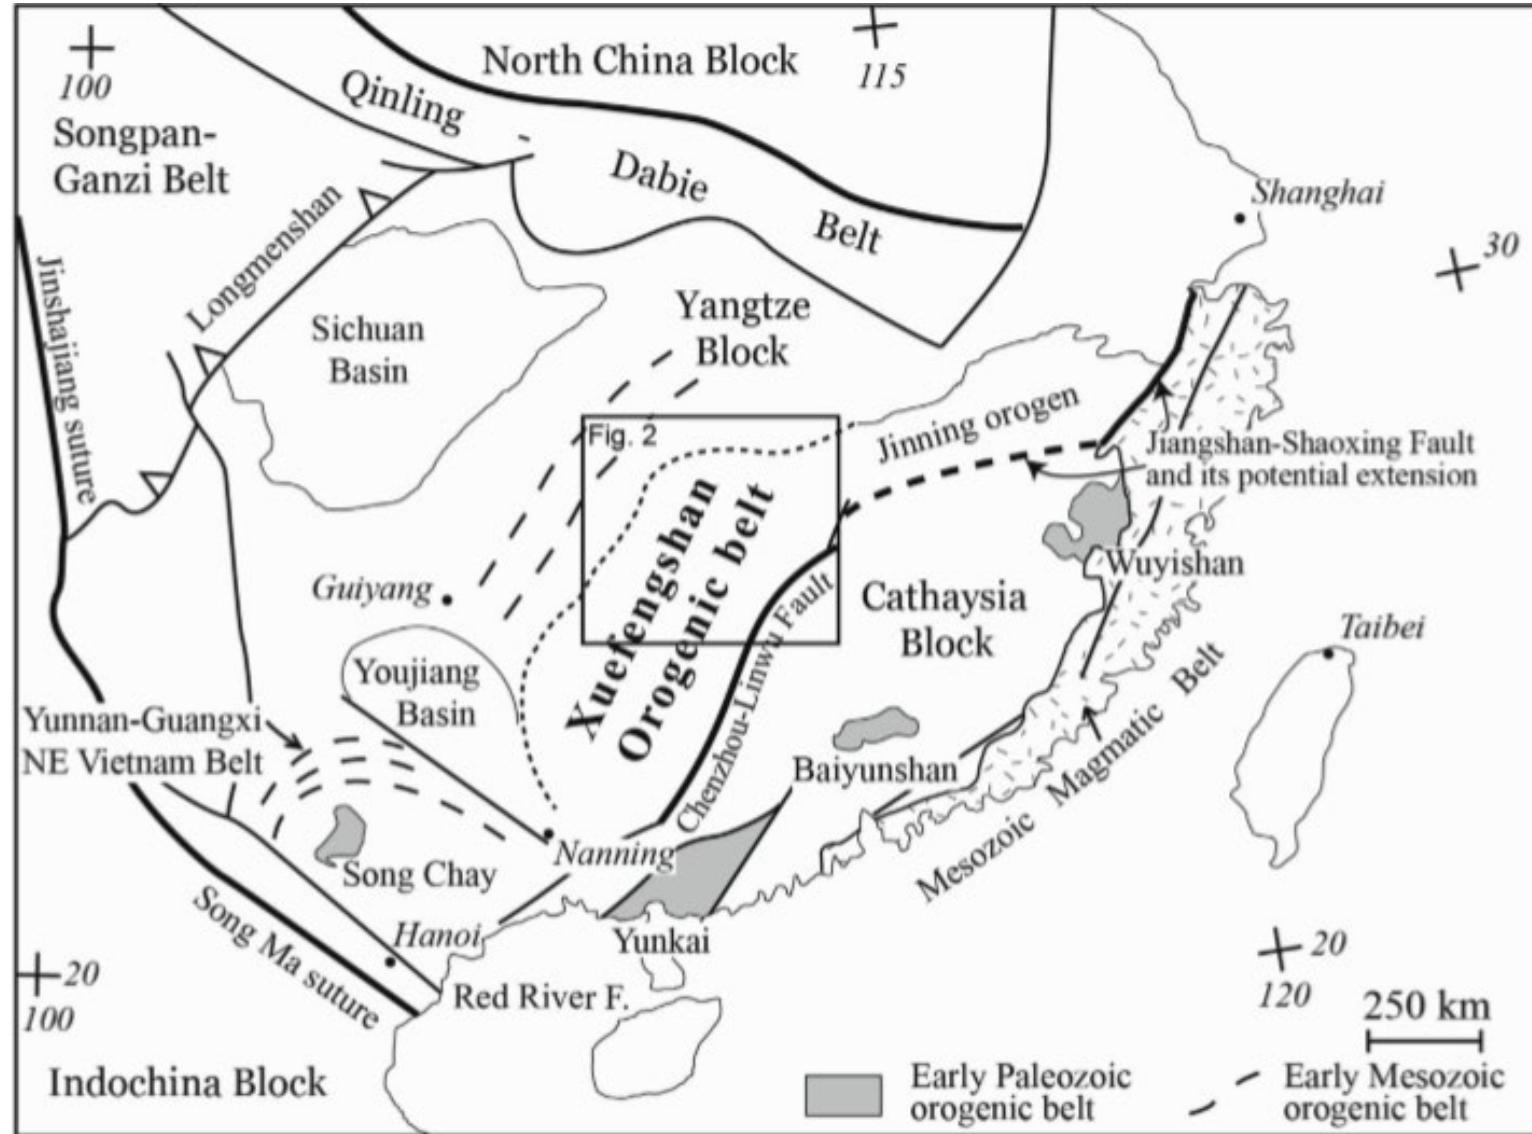 North China Block
100
115
Qinling
-
Songpan-
Ganzi Belt
Dabie
Belt
Shanghai
30
Longmenshan
Jinshajiang suture
Sichuan
Basin
Yangtze
Block
Fig. 2
Jinning orogen
Jiangshan-Shaoxing Fault
and its potential extension
Xuefengshan
Orogenic belt
Guiyang
Wuyishan
Cathaysia
Block
Chenzhou-Linwu Fault
Taibei
Youjiang
Basin
Yunnan-Guangxi
NE Vietnam Belt
Baiyunshan
Mesozoic Magmatic Belt
Nanning
Song Chay
Song Ma suture
Hanoi
Yunkai
20
100
Red River F.
20
120
250 km
Indochina Block
Early Paleozoic
orogenic belt
Early Mesozoic
orogenic belt